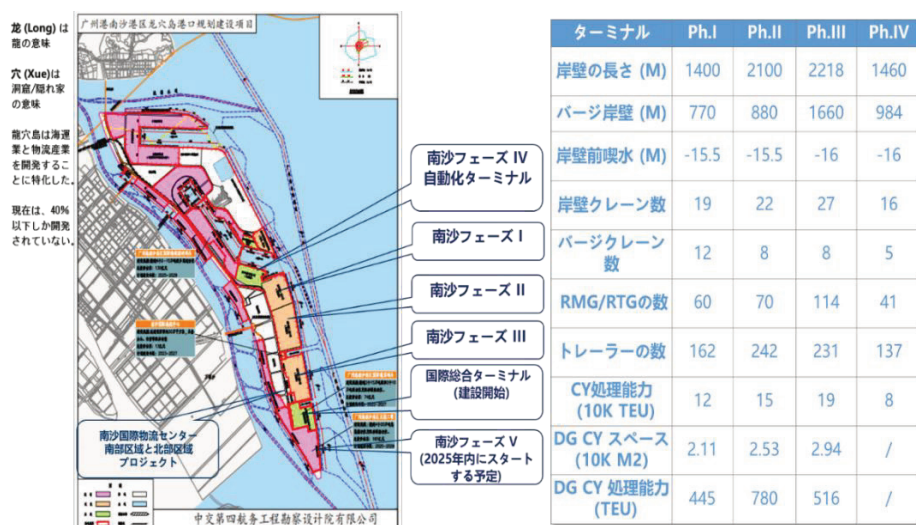 龙 (Long) は
龍の意味
穴 (Xue)は
洞窟/隠れ家
の意味
龍穴島は海運
業と物流産業
を開発するこ
とに特化した。
現在は、40%
以下しか開発
されていない。
广州港南沙港区龙穴岛港口规划建设项目
南沙フェーズ IV
自動化ターミナル
南沙フェーズ I
南沙フェーズ II
南沙フェーズ III
国際総合ターミナル
(建設開始)
南沙フェーズ V
(2025年内にスタート
する予定)
南沙国際物流センター
南部区域と北部区域
プロジェクト
中交第四航务工程勘察设计院有限公司
ターミナル Ph.I Ph.II Ph.III Ph.IV
岸壁の長さ (M) 1400 2100 2218 1460
バージ岸壁 (M) 770 880 1660 984
岸壁前喫水 (M) -15.5 -15.5 -16 -16
岸壁クレーン数 19 22 27 16
バージクレーン
数 12 8 8 5
RMG/RTGの数 60 70 114 41
トレーラーの数 162 242 231 137
CY処理能力
(10K TEU) 12 15 19 8
DG CY スペース
(10K M2) 2.11 2.53 2.94 /
DG CY 処理能力
(TEU) 445 780 516 /